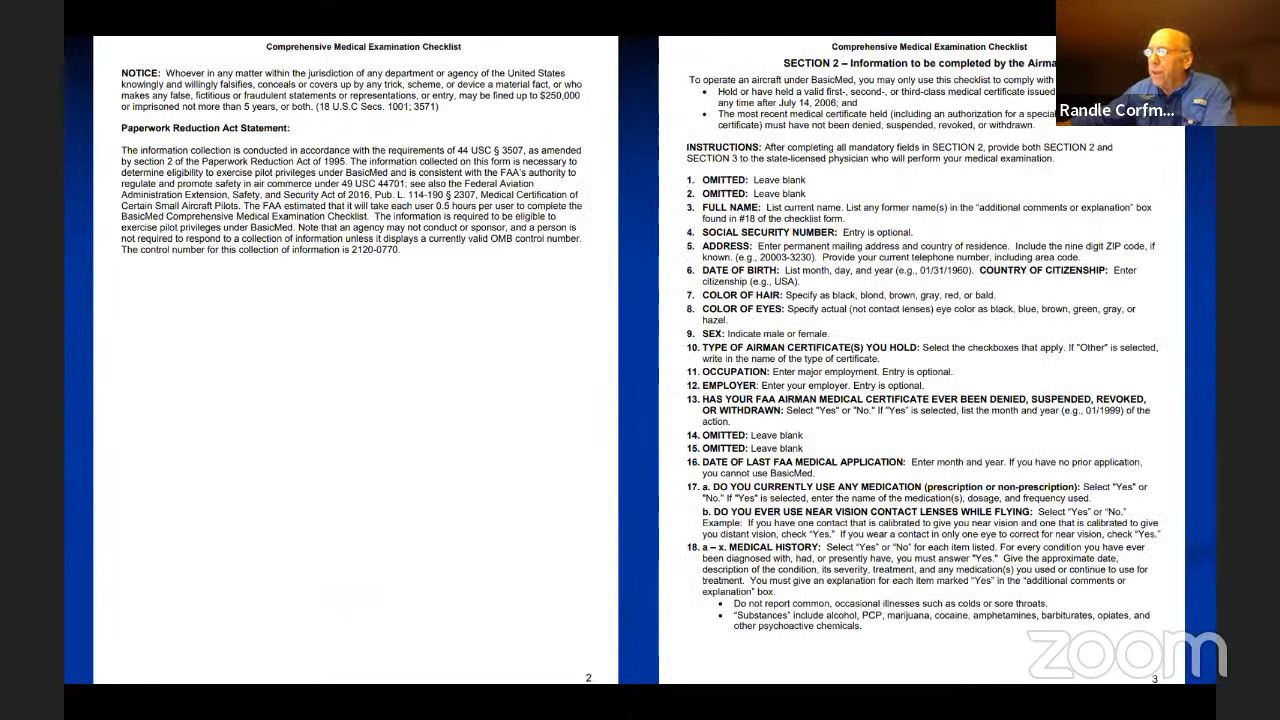 Comprehensive Medical Examination Checklist
NOTICE: Whoever in any matter within the jurisdiction of any department or agency of the United States
knowingly and willingly falsifies, conceals or covers up by any trick, scheme, or device a material fact, or who
makes any false, fictitious or fraudulent statements or representations, or entry, may be fined up to $250,000
or imprisoned not more than 5 years, or both. (18 U.S.C Secs. 1001; 3571)
Paperwork Reduction Act Statement:
The information collection is conducted in accordance with the requirements of 44 USC § 3507, as amended
by section 2 of the Paperwork Reduction Act of 1995. The information collected on this form is necessary to
determine eligibility to exercise pilot privileges under BasicMed and is consistent with the FAA's authority to
regulate and promote safety in air commerce under 49 USC 44701; see also the Federal Aviation
Administration Extension, Safety, and Security Act of 2016, Pub. L. 114-190 § 2307, Medical Certification of
Certain Small Aircraft Pilots. The FAA estimated that it will take each user 0.5 hours per user to complete the
BasicMed Comprehensive Medical Examination Checklist. The information is required to be eligible to
exercise pilot privileges under BasicMed. Note that an agency may not conduct or sponsor, and a person is
not required to respond to a collection of information unless it displays a currently valid OMB control number.
The control number for this collection of information is 2120-0770.
2
Comprehensive Medical Examination Checklist
SECTION 2 – Information to be completed by the Airma
To operate an aircraft under BasicMed, you may only use this checklist to comply with
• Hold or have held a valid first-, second-, or third-class medical certificate issued
any time after July 14, 2006; and
• The most recent medical certificate held (including an authorization for a special
certificate) must have not been denied, suspended, revoked, or withdrawn.
INSTRUCTIONS: After completing all mandatory fields in SECTION 2, provide both SECTION 2 and
SECTION 3 to the state-licensed physician who will perform your medical examination.
1. OMITTED: Leave blank
2. OMITTED: Leave blank
3. FULL NAME: List current name. List any former name(s) in the "additional comments or explanation" box
found in #18 of the checklist form.
4. SOCIAL SECURITY NUMBER: Entry is optional.
5. ADDRESS: Enter permanent mailing address and country of residence. Include the nine digit ZIP code, if
known. (e.g., 20003-3230). Provide your current telephone number, including area code.
6. DATE OF BIRTH: List month, day, and year (e.g., 01/31/1960). COUNTRY OF CITIZENSHIP: Enter
citizenship (e.g., USA).
7. COLOR OF HAIR: Specify as black, blond, brown, gray, red, or bald.
8. COLOR OF EYES: Specify actual (not contact lenses) eye color as black, blue, brown, green, gray, or
hazel.
9. SEX: Indicate male or female.
10. TYPE OF AIRMAN CERTIFICATE(S) YOU HOLD: Select the checkboxes that apply. If "Other" is selected,
write in the name of the type of certificate.
11. OCCUPATION: Enter major employment. Entry is optional.
12. EMPLOYER: Enter your employer. Entry is optional.
13. HAS YOUR FAA AIRMAN MEDICAL CERTIFICATE EVER BEEN DENIED, SUSPENDED, REVOKED,
OR WITHDRAWN: Select "Yes" or "No." If "Yes" is selected, list the month and year (e.g., 01/1999) of the
action.
14. OMITTED: Leave blank
15. OMITTED: Leave blank
16. DATE OF LAST FAA MEDICAL APPLICATION: Enter month and year. If you have no prior application,
you cannot use BasicMed.
17. a. DO YOU CURRENTLY USE ANY MEDICATION (prescription or non-prescription): Select "Yes" or
"No." If "Yes" is selected, enter the name of the medication(s), dosage, and frequency used.
b. DO YOU EVER USE NEAR VISION CONTACT LENSES WHILE FLYING: Select "Yes" or "No."
Example: If you have one contact that is calibrated to give you near vision and one that is calibrated to give
you distant vision, check "Yes." If you wear a contact in only one eye to correct for near vision, check "Yes."
18. a – x. MEDICAL HISTORY: Select "Yes" or "No" for each item listed. For every condition you have ever
been diagnosed with, had, or presently have, you must answer "Yes." Give the approximate date,
description of the condition, its severity, treatment, and any medication(s) you used or continue to use for
treatment. You must give an explanation for each item marked "Yes" in the "additional comments or
explanation" box.
• Do not report common, occasional illnesses such as colds or sore throats.
• "Substances" include alcohol, PCP, marijuana, cocaine, amphetamines, barbiturates, opiates, and
other psychoactive chemicals.
3
Randle Corfm...
zoom